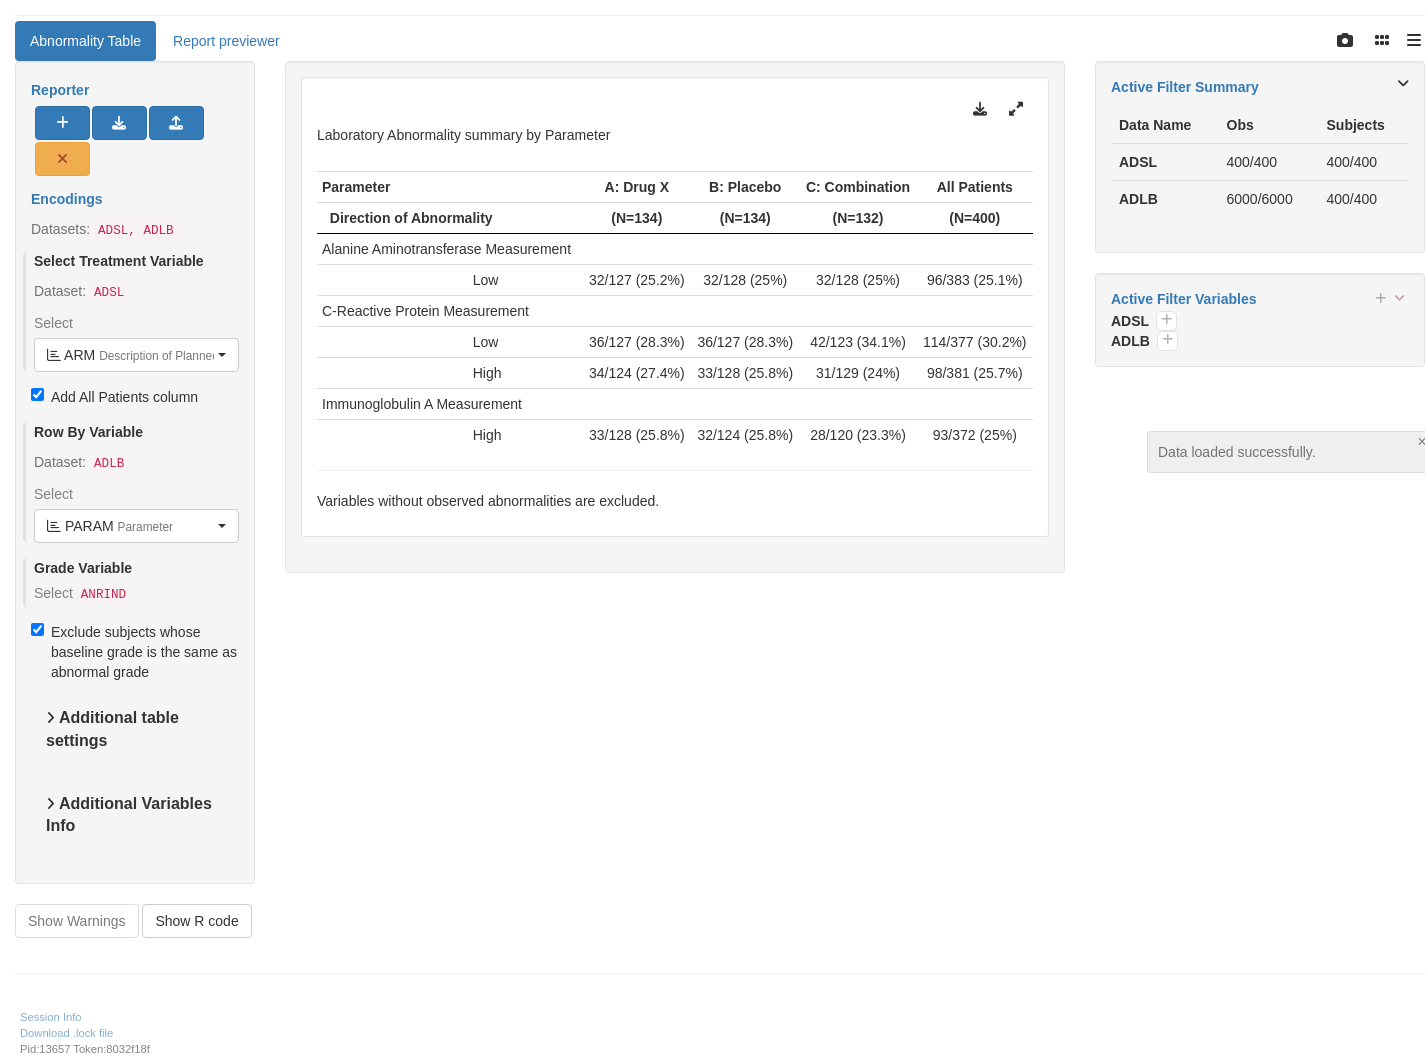 Abnormality Table
Report previewer
Reporter
Encodings
Datasets: ADSL, ADLB
Select Treatment Variable
Dataset: ADSL
Select
ARM Description of Planned
Add All Patients column
Row By Variable
Dataset: ADLB
Select
PARAM Parameter
Grade Variable
Select ANRIND
Exclude subjects whose
baseline grade is the same as
abnormal grade
Additional table
settings
Additional Variables
Info
Show Warnings
Show R code
Laboratory Abnormality summary by Parameter
Parameter A: Drug X B: Placebo C: Combination All Patients
Direction of Abnormality (N=134) (N=134) (N=132) (N=400)
Alanine Aminotransferase Measurement
Low 32/127 (25.2%) 32/128 (25%) 32/128 (25%) 96/383 (25.1%)
C-Reactive Protein Measurement
Low 36/127 (28.3%) 36/127 (28.3%) 42/123 (34.1%) 114/377 (30.2%)
High 34/124 (27.4%) 33/128 (25.8%) 31/129 (24%) 98/381 (25.7%)
Immunoglobulin A Measurement
High 33/128 (25.8%) 32/124 (25.8%) 28/120 (23.3%) 93/372 (25%)
Variables without observed abnormalities are excluded.
Active Filter Summary
Data Name Obs Subjects
ADSL 400/400 400/400
ADLB 6000/6000 400/400
Active Filter Variables
ADSL
ADLB
Data loaded successfully.
Session Info
Download .lock file
Pid:13657 Token:8032f18f